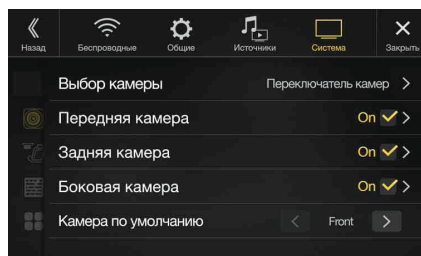 Назад Беспроводные Общие Источники Система Закрыть
Выбор камеры Переключатель камер
Передняя камера On
Задняя камера On
Боковая камера On
Камера по умолчанию Front